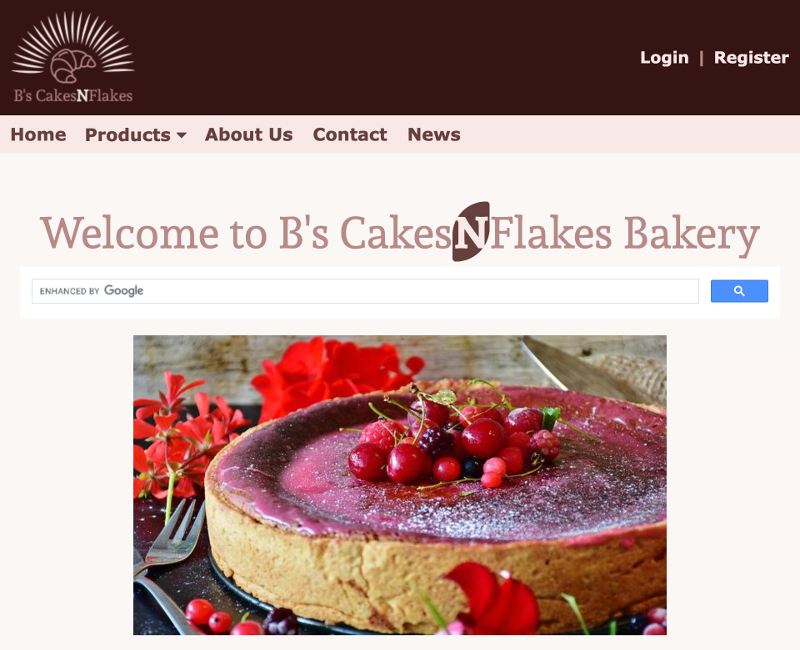 B's CakesNFlakes
Login | Register
Home Products About Us Contact News
Welcome to B's CakesNFlakes Bakery
ENHANCED BY Google